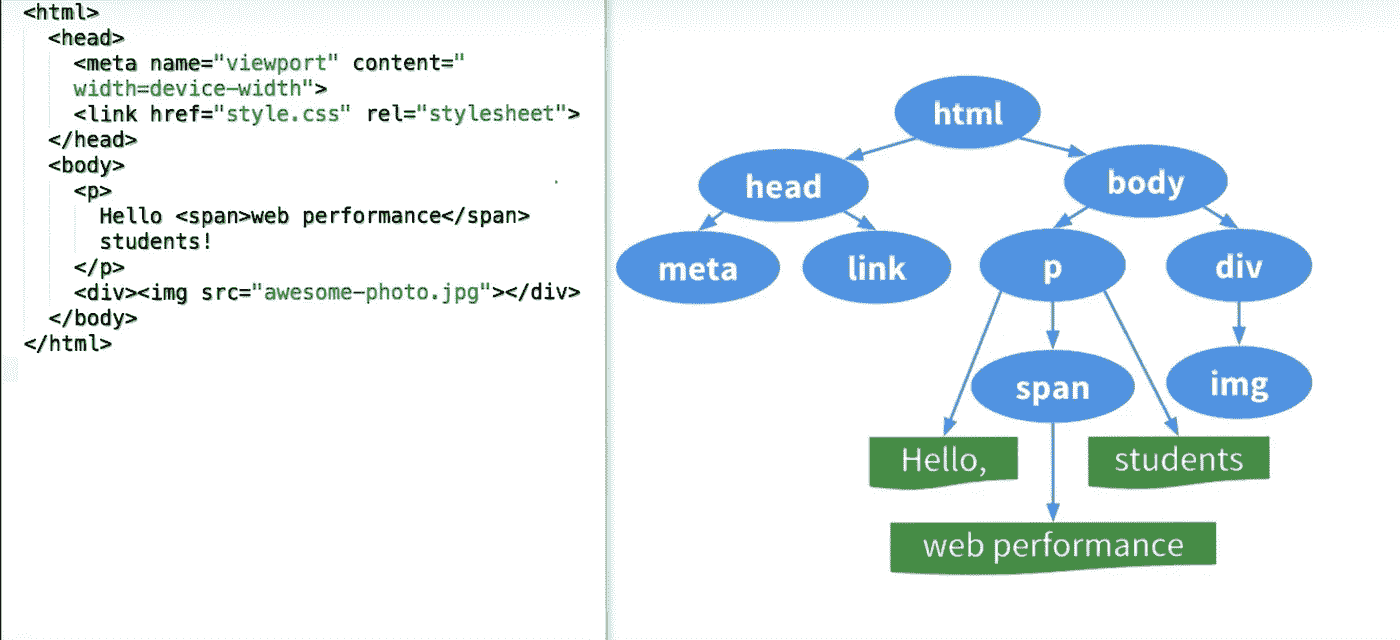 <html>
<head>
<meta name="viewport" content="
width=device-width">
<link href="style.css" rel="stylesheet">
</head>
<body>
<p>
Hello <span>web performance</span>
students!
</p>
<div><img src="awesome-photo.jpg"></div>
</body>
</html>
html
head
body
meta
link
p
div
span
img
Hello,
students
web performance